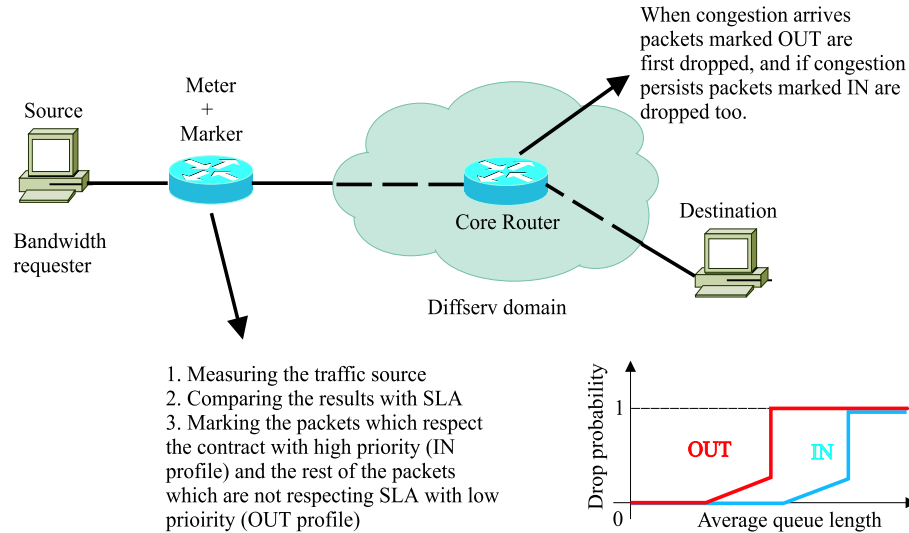 When congestion arrives
packets marked OUT are
first dropped, and if congestion
persists packets marked IN are
dropped too.
Meter
+
Marker
Source
Core Router
Destination
Bandwidth
requester
Diffserv domain
1. Measuring the traffic source
2. Comparing the results with SLA
3. Marking the packets which respect
the contract with high priority (IN
profile) and the rest of the packets
which are not respecting SLA with low
prioirity (OUT profile)
Drop probability
1
OUT
IN
0
Average queue length